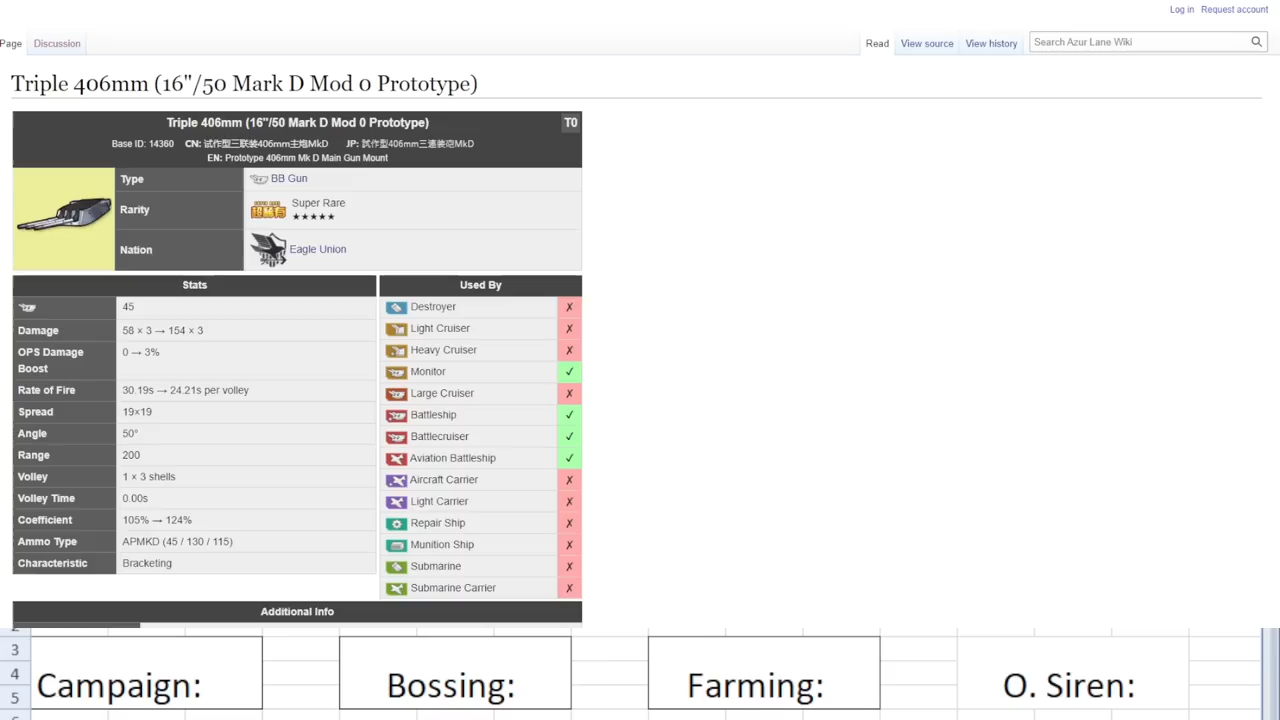 Log in Request account
Page Discussion Read View source View history Search Azur Lane Wiki
Triple 406mm (16"/50 Mark D Mod 0 Prototype)
Triple 406mm (16"/50 Mark D Mod 0 Prototype) T0
Base ID: 14360 CN: 试作型三联装406mm主炮MkD JP: 試作型406mm三連装砲MkD
EN: Prototype 406mm Mk D Main Gun Mount
Type BB Gun
Rarity Super Rare
★★★★★
Nation Eagle Union
Stats
45
Damage 58 × 3 → 154 × 3
OPS Damage Boost 0 → 3%
Rate of Fire 30.19s → 24.21s per volley
Spread 19×19
Angle 50°
Range 200
Volley 1 × 3 shells
Volley Time 0.00s
Coefficient 105% → 124%
Ammo Type APMKD (45 / 130 / 115)
Characteristic Bracketing
Used By
Destroyer ✗
Light Cruiser ✗
Heavy Cruiser ✗
Monitor ✓
Large Cruiser ✗
Battleship ✓
Battlecruiser ✓
Aviation Battleship ✓
Aircraft Carrier ✗
Light Carrier ✗
Repair Ship ✗
Munition Ship ✗
Submarine ✗
Submarine Carrier ✗
Additional Info
3
4
5
Campaign: Bossing: Farming: O. Siren: